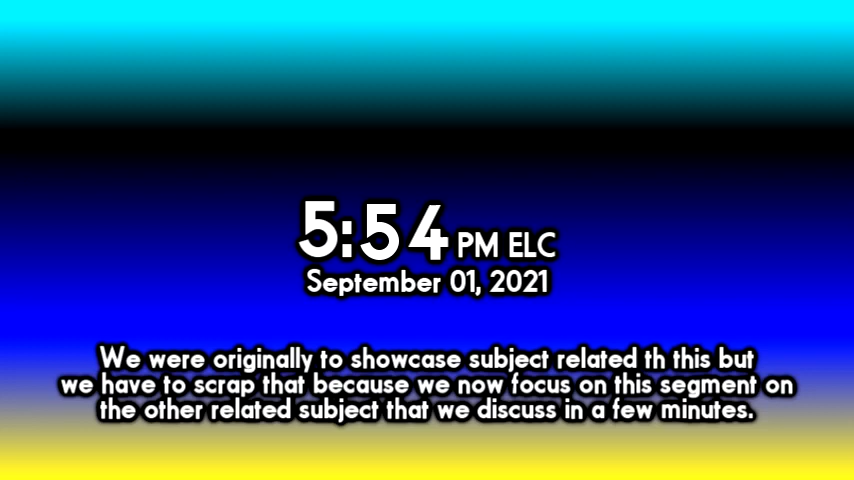 5:54 PM ELC
September 01, 2021
We were originally to showcase subject related th this but
we have to scrap that because we now focus on this segment on
the other related subject that we discuss in a few minutes.